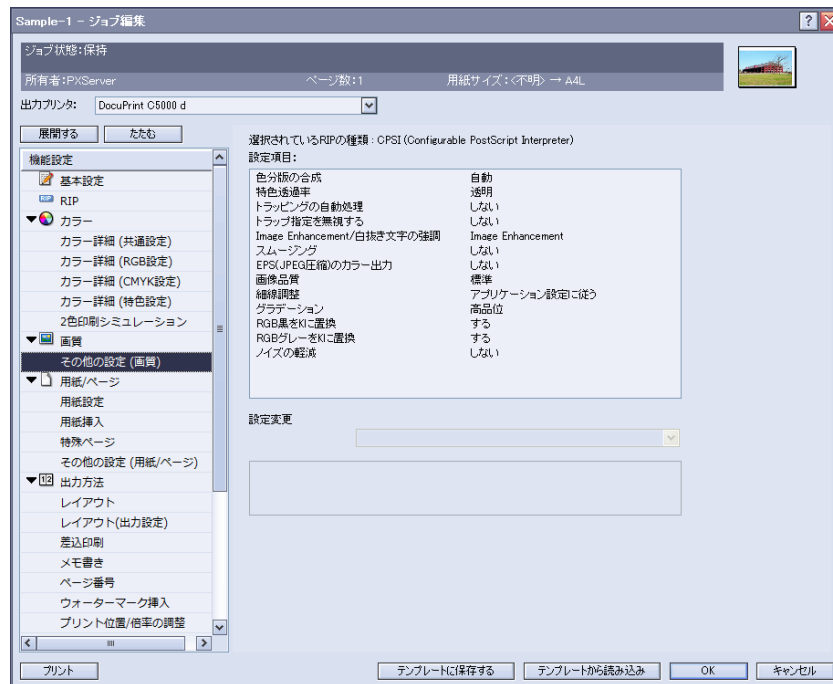 Sample-1 - ジョブ編集
ジョブ状態:保持
所有者:PXServer ページ数:1 用紙サイズ:<不明> → A4L
出力プリンタ: DocuPrint C5000 d
展開する たたむ
機能設定
基本設定
RIP
カラー
カラー詳細 (共通設定)
カラー詳細 (RGB設定)
カラー詳細 (CMYK設定)
カラー詳細 (特色設定)
2色印刷シミュレーション
画質
その他の設定 (画質)
用紙/ページ
用紙設定
用紙挿入
特殊ページ
その他の設定 (用紙/ページ)
12 出力方法
レイアウト
レイアウト(出力設定)
差込印刷
メモ書き
ページ番号
ウォーターマーク挿入
プリント位置/倍率の調整
選択されているRIPの種類 : CPSI (Configurable PostScript Interpreter)
設定項目:
色分版の合成 自動
特色透過率 透明
トラッピングの自動処理 しない
トラップ指定を無視する しない
Image Enhancement/白抜き文字の強調 Image Enhancement
スムージング しない
EPS(JPEG圧縮)のカラー出力 しない
画像品質 標準
細線調整 アプリケーション設定に従う
グラデーション 高品位
RGB黒をKに置換 する
RGBグレーをKに置換 する
ノイズの軽減 しない
設定変更
プリント テンプレートに保存する テンプレートから読み込み OK キャンセル